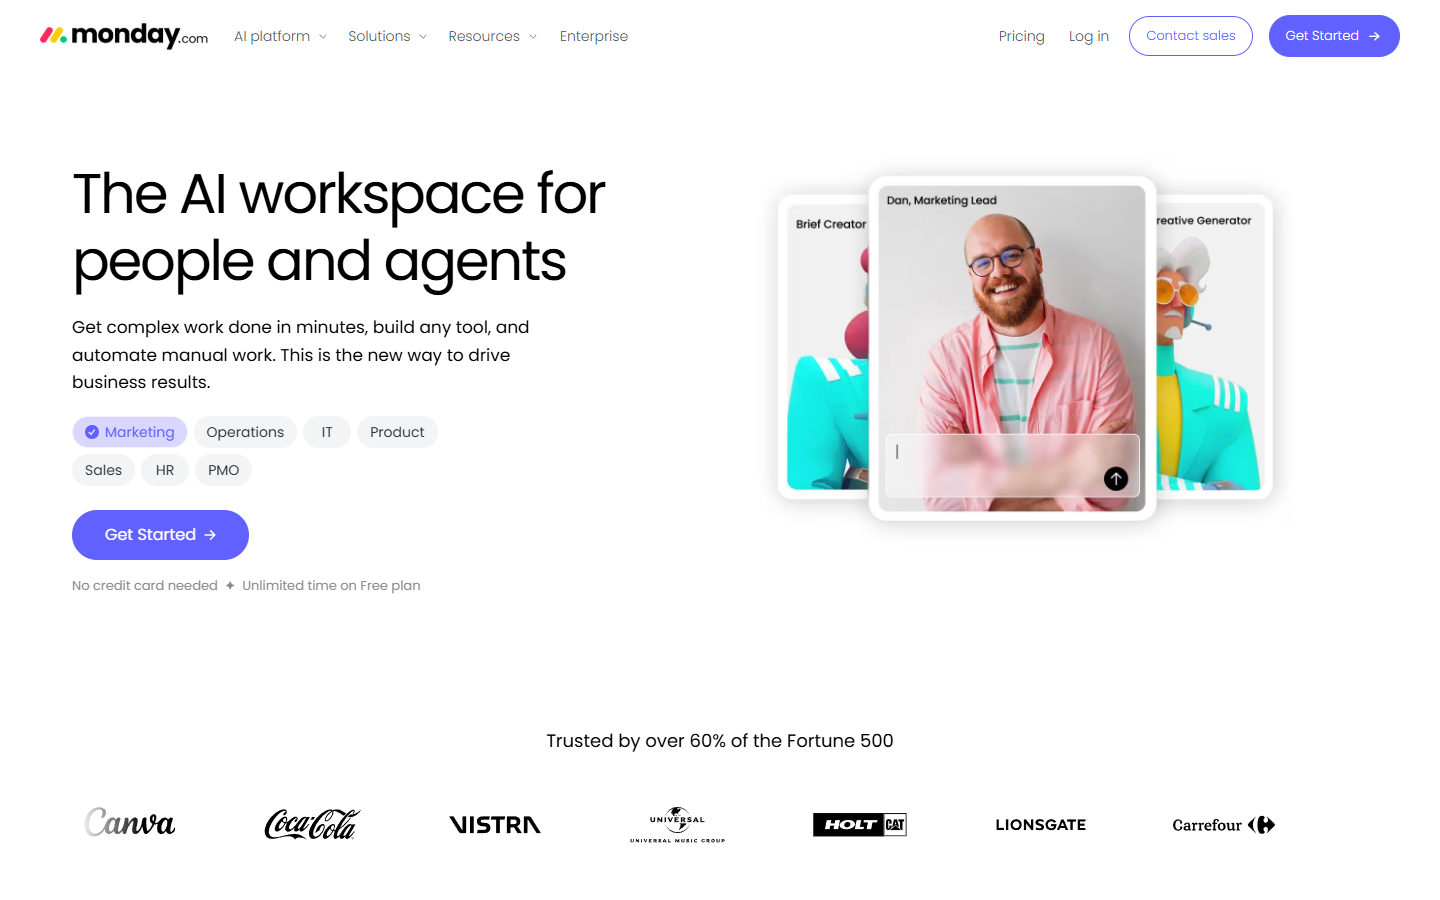 monday.com
AI platform
Solutions
Resources
Enterprise
Pricing
Log in
Contact sales
Get Started
The AI workspace for
people and agents
Get complex work done in minutes, build any tool, and
automate manual work. This is the new way to drive
business results.
Marketing
Operations
IT
Product
Sales
HR
PMO
Get Started
No credit card needed ✦ Unlimited time on Free plan
Brief Creator
Dan, Marketing Lead
reative Generator
Trusted by over 60% of the Fortune 500
Canva
Coca-Cola
VISTRA
UNIVERSAL
UNIVERSAL MUSIC GROUP
HOLT CAT
LIONSGATE
Carrefour